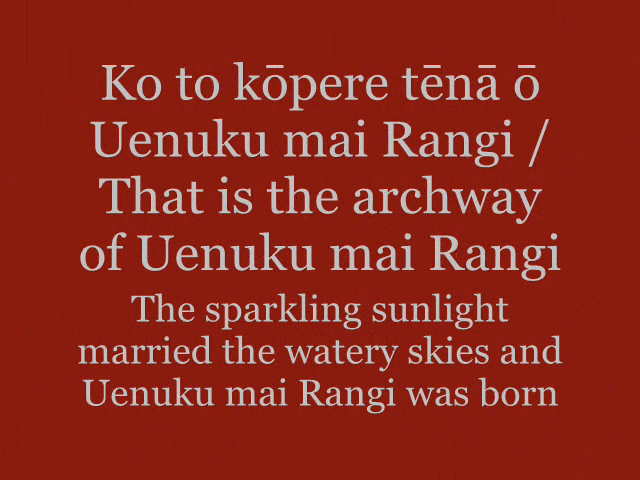 Ko to kōpere tēnā ō
Uenuku mai Rangi /
That is the archway
of Uenuku mai Rangi
The sparkling sunlight
married the watery skies and
Uenuku mai Rangi was born